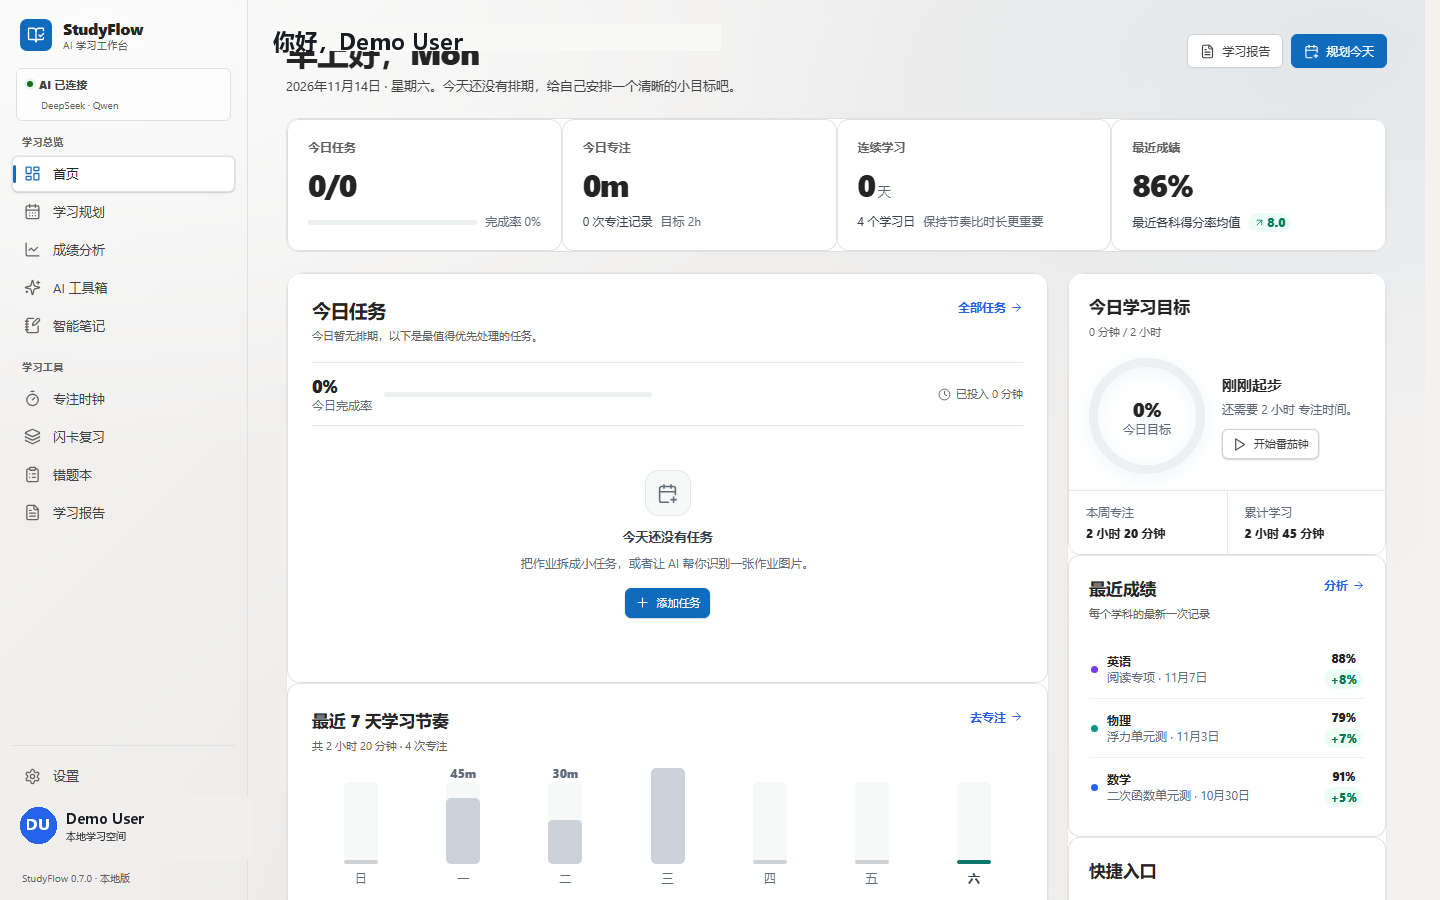 StudyFlow
AI 学习工作台
AI 已连接
DeepSeek · Qwen
学习总览
首页
学习规划
成绩分析
AI 工具箱
智能笔记
学习工具
专注时钟
闪卡复习
错题本
学习报告
设置
DU
Demo User
本地学习空间
StudyFlow 0.7.0 · 本地版
你好，Demo User
早上好，Mon
2026年11月14日 · 星期六。今天还没有排期，给自己安排一个清晰的小目标吧。
学习报告
规划今天
今日任务
0/0
完成率 0%
今日专注
0m
0 次专注记录 目标 2h
连续学习
0天
4 个学习日 保持节奏比时长更重要
最近成绩
86%
最近各科得分率均值 8.0
今日任务
全部任务
今日暂无排期，以下是最值得优先处理的任务。
0%
今日完成率
已投入 0 分钟
今天还没有任务
把作业拆成小任务，或者让 AI 帮你识别一张作业图片。
添加任务
最近 7 天学习节奏
去专注
共 2 小时 20 分钟 · 4 次专注
45m
30m
日
一
二
三
四
五
六
今日学习目标
0 分钟 / 2 小时
0%
今日目标
刚刚起步
还需要 2 小时 专注时间。
开始番茄钟
本周专注
2 小时 20 分钟
累计学习
2 小时 45 分钟
最近成绩
分析
每个学科的最新一次记录
英语
88%
阅读专项 · 11月7日
+8%
物理
79%
浮力单元测 · 11月3日
+7%
数学
91%
二次函数单元测 · 10月30日
+5%
快捷入口